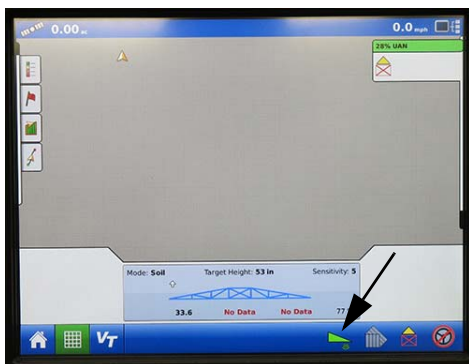 0.00 ac
0.0 mph
28% UAN
Mode: Soil
Target Height: 53 in
Sensitivity: 5
33.6
No Data
No Data
77
VT